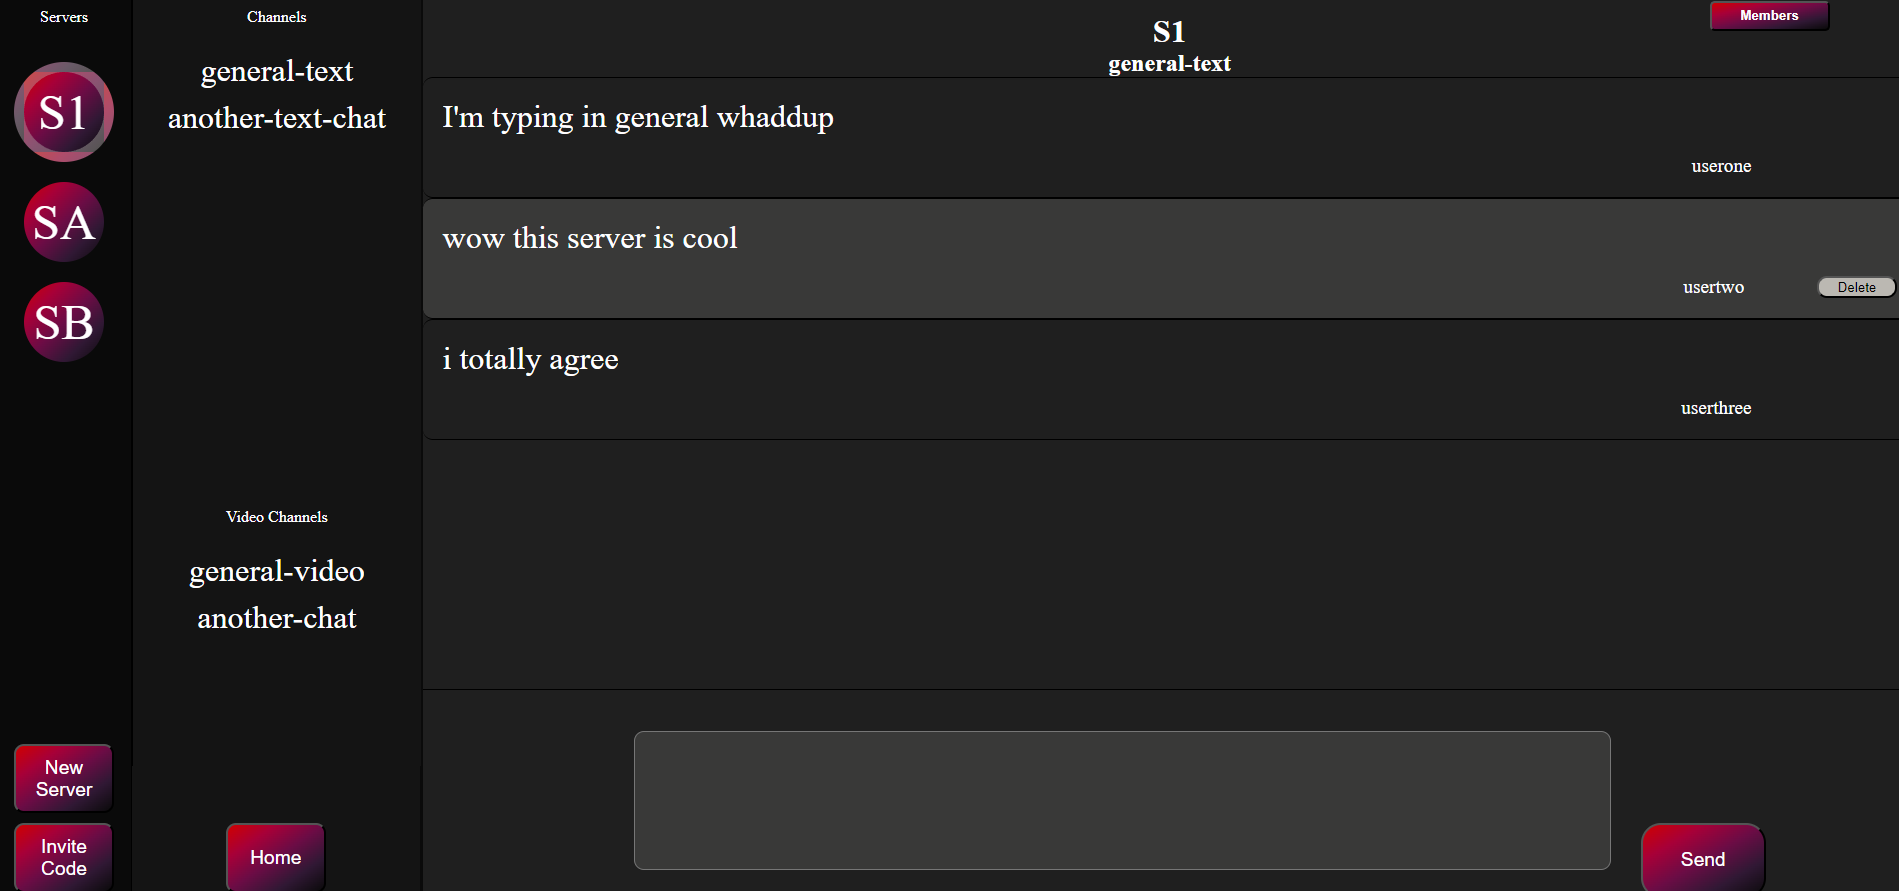 Servers
S1
SA
SB
New
Server
Invite
Code
Channels
general-text
another-text-chat
Video Channels
general-video
another-chat
Home
S1
general-text
Members
I'm typing in general whaddup
userone
wow this server is cool
usertwo
Delete
i totally agree
userthree
Send